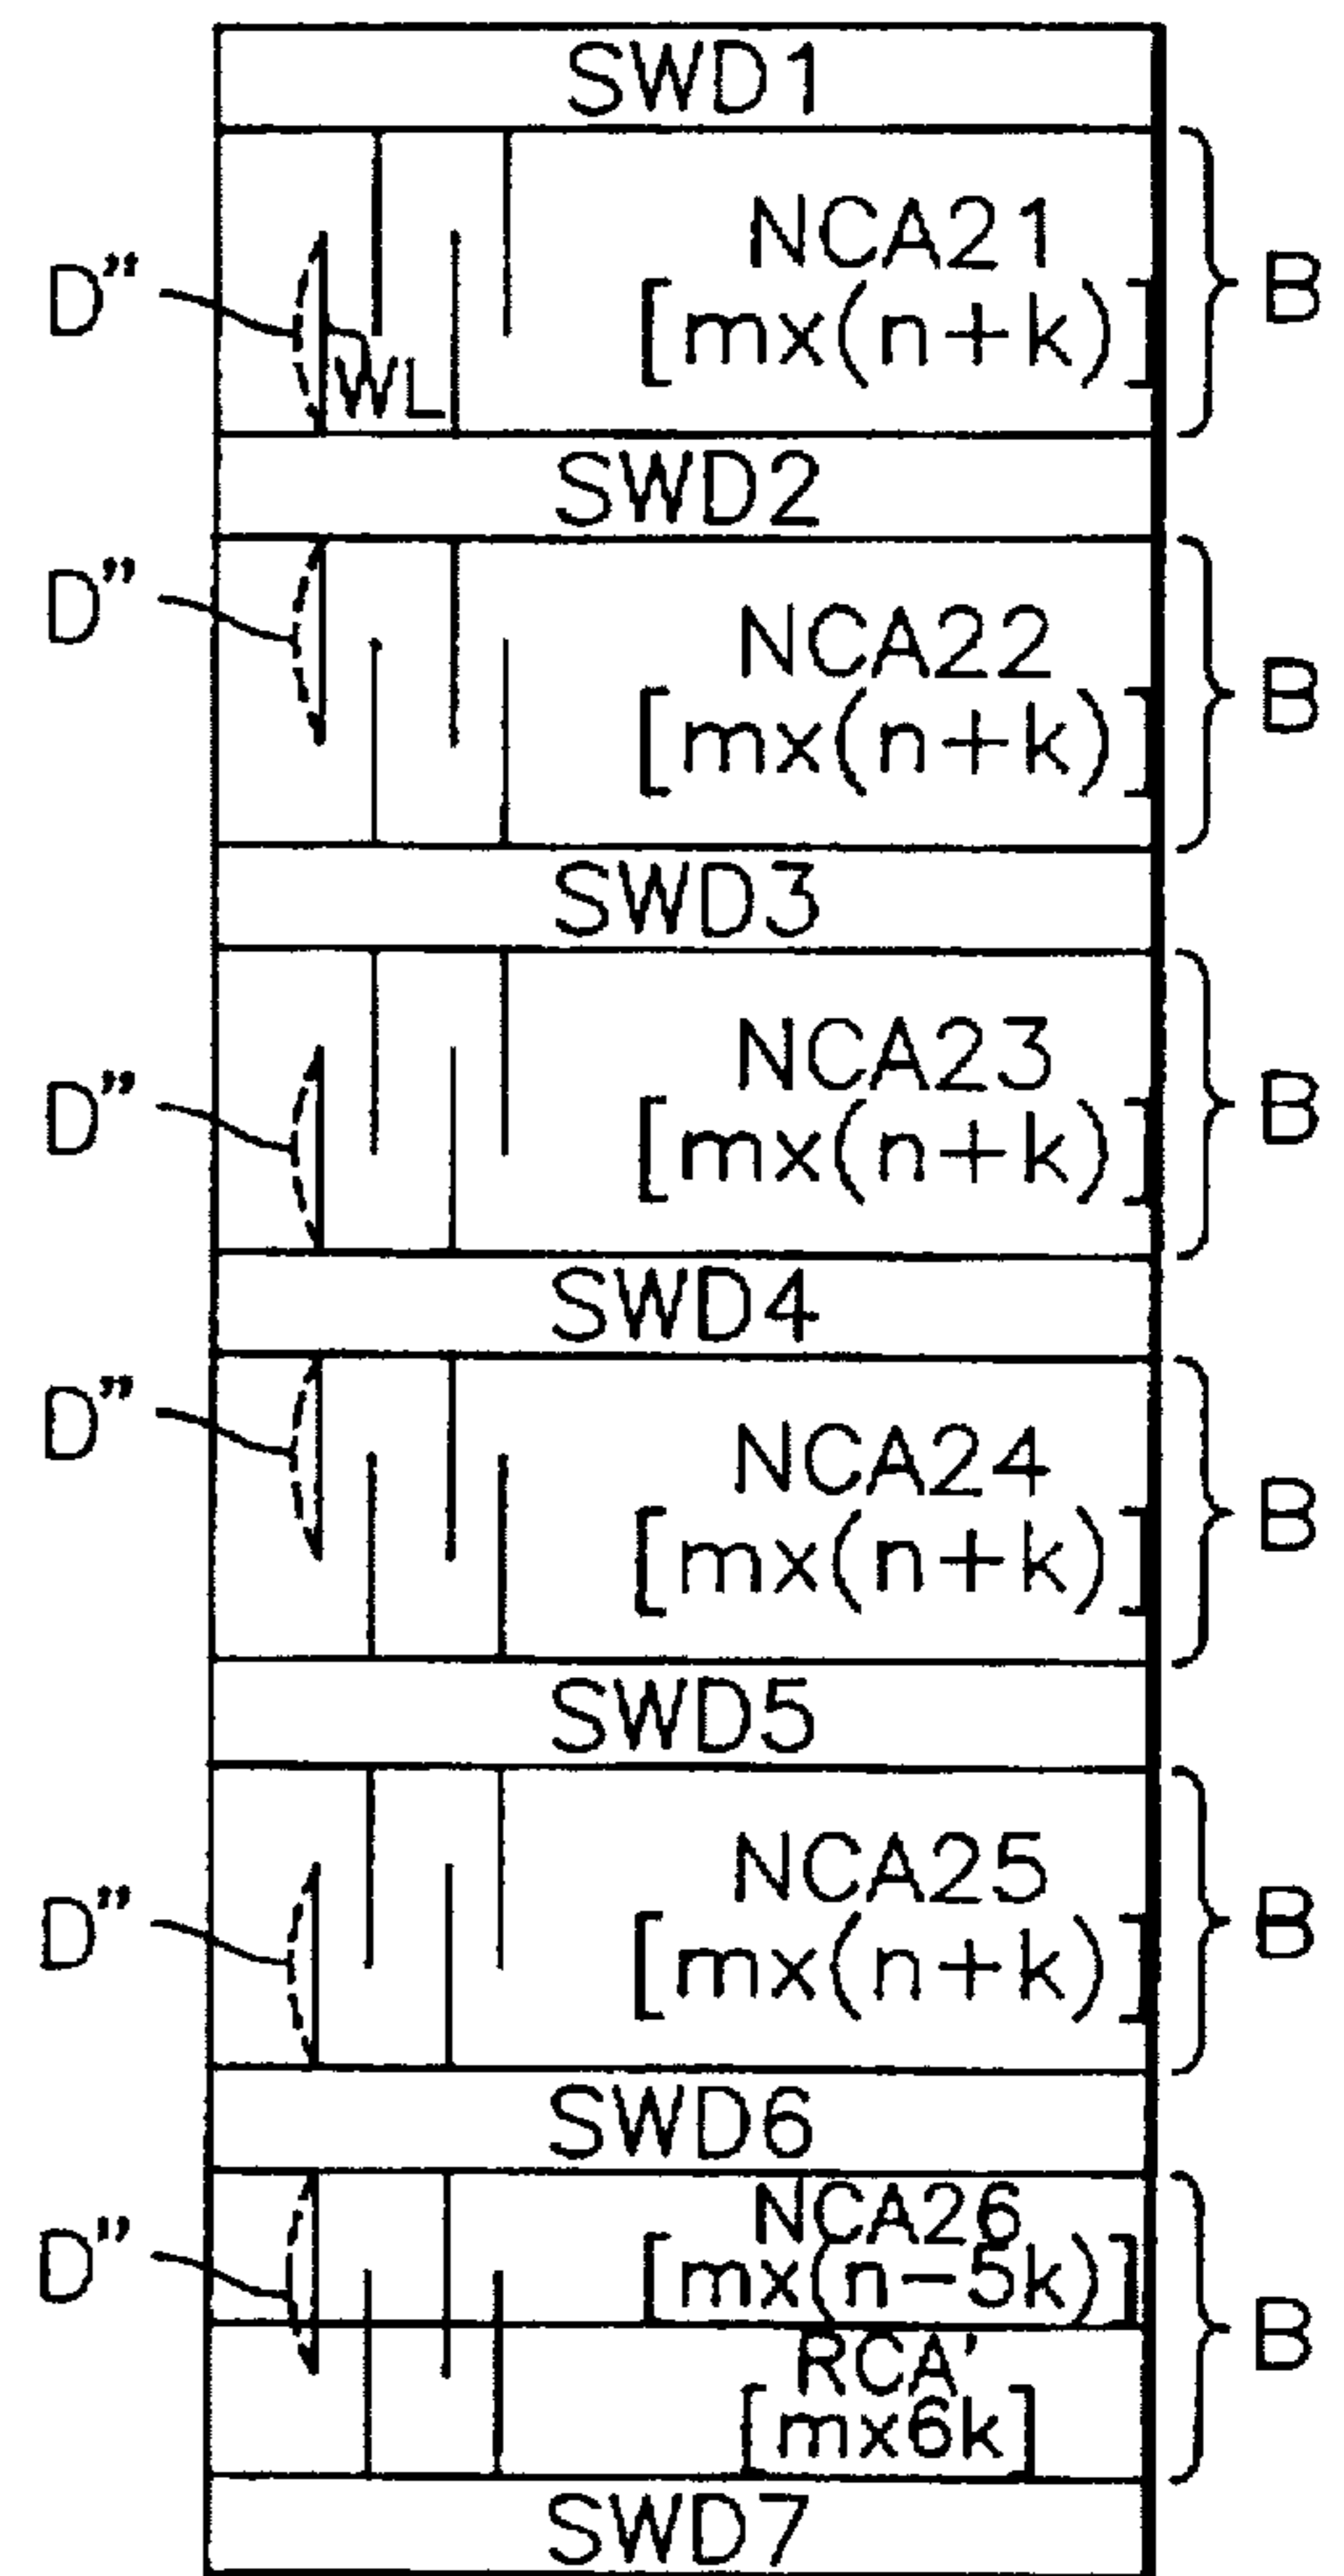 SWD1
NCA21
[mx(n+k)]
B
D"
WL
SWD2
D"
NCA22
[mx(n+k)]
B
SWD3
NCA23
[mx(n+k)]
B
D"
SWD4
D"
NCA24
[mx(n+k)]
B
SWD5
NCA25
[mx(n+k)]
B
D"
SWD6
D"
NCA26
[mx(n-5k)]
RCA'
[mx6k]
B
SWD7